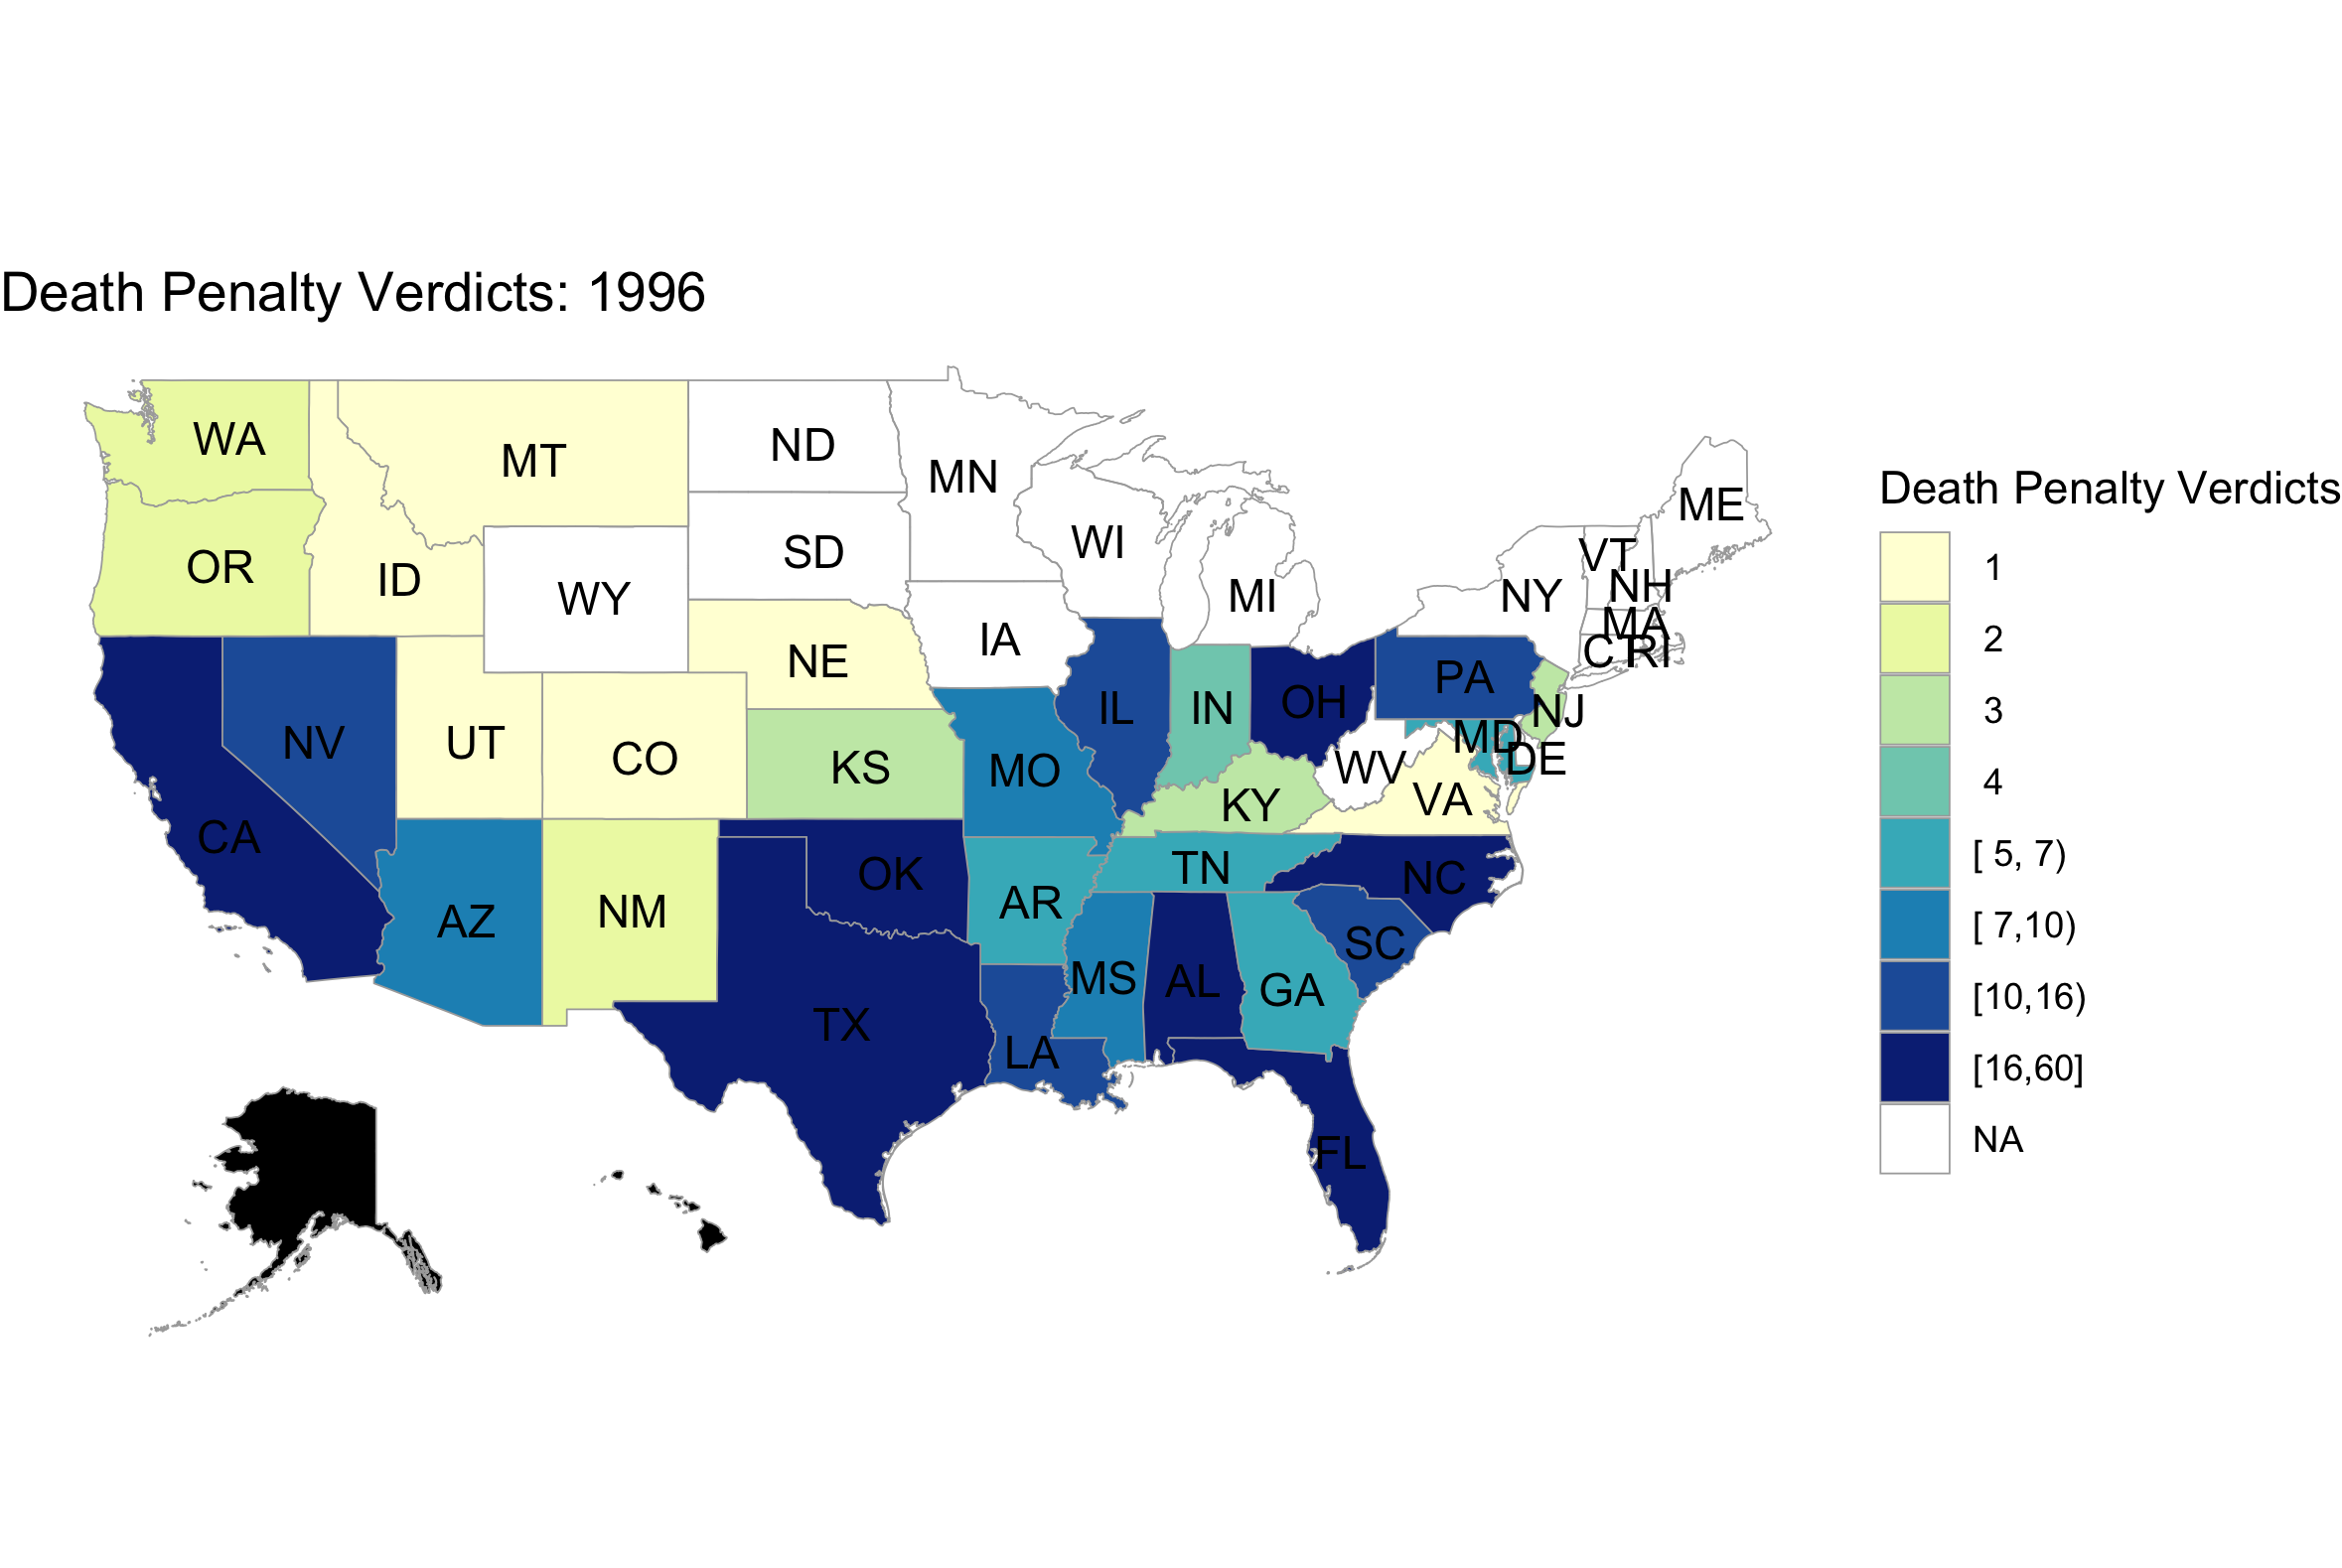 Death Penalty Verdicts: 1996
WA
MT
ND
MN
ME
OR
ID
SD
WI
VT
NH
WY
MI
NY
MA
IA
NE
CT
RI
PA
NV
UT
CO
KS
MO
IL
IN
OH
NJ
MD
DE
WV
VA
KY
CA
AZ
NM
OK
AR
TN
NC
SC
MS
AL
GA
TX
LA
FL
Death Penalty Verdicts
1
2
3
4
[ 5, 7)
[ 7,10)
[10,16)
[16,60]
NA